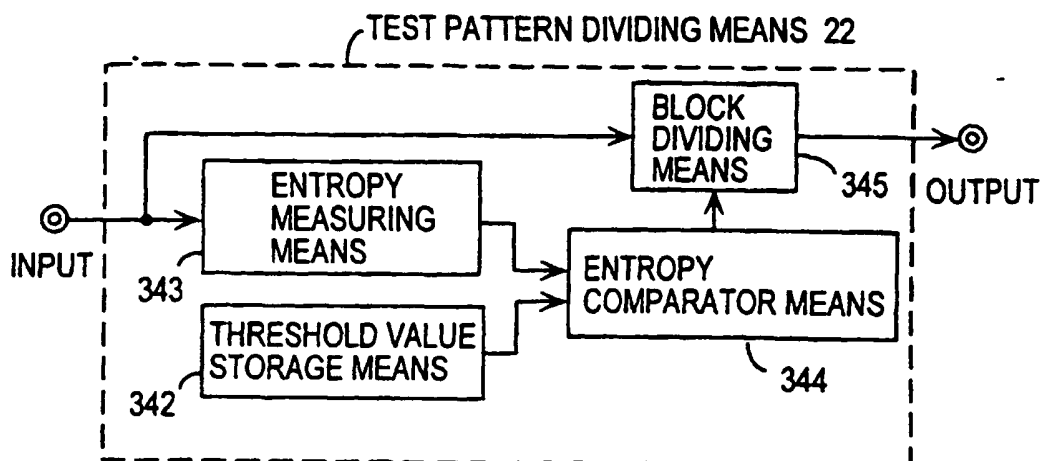 TEST PATTERN DIVIDING MEANS 22
BLOCK
DIVIDING
MEANS
345
OUTPUT
INPUT
ENTROPY
MEASURING
MEANS
343
ENTROPY
COMPARATOR MEANS
344
THRESHOLD VALUE
STORAGE MEANS
342